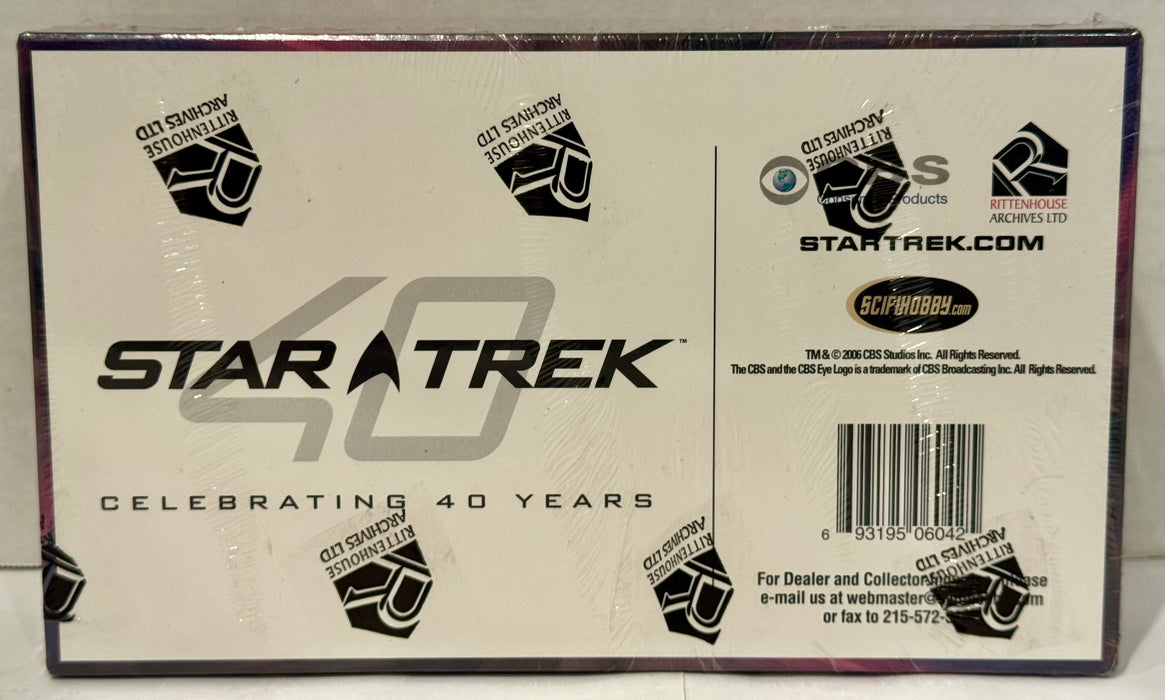 RITTENHOUSE
ARCHIVES LTD
RITTENHOUSE
ARCHIVES LTD
RITTENHOUSE
ARCHIVES LTD
RITTENHOUSE
ARCHIVES LTD
STARTREK.COM
SCIFIHOBBY.com
40
STAR TREK™
TM & © 2006 CBS Studios Inc. All Rights Reserved.
The CBS and the CBS Eye Logo is a trademark of CBS Broadcasting Inc. All Rights Reserved.
CELEBRATING 40 YEARS
6 93195 06042
RITTENHOUSE
ARCHIVES LTD
RITTENHOUSE
ARCHIVES LTD
RITTENHOUSE
ARCHIVES LTD
For Dealer and Collector
e-mail us at webmaster@
or fax to 215-572-